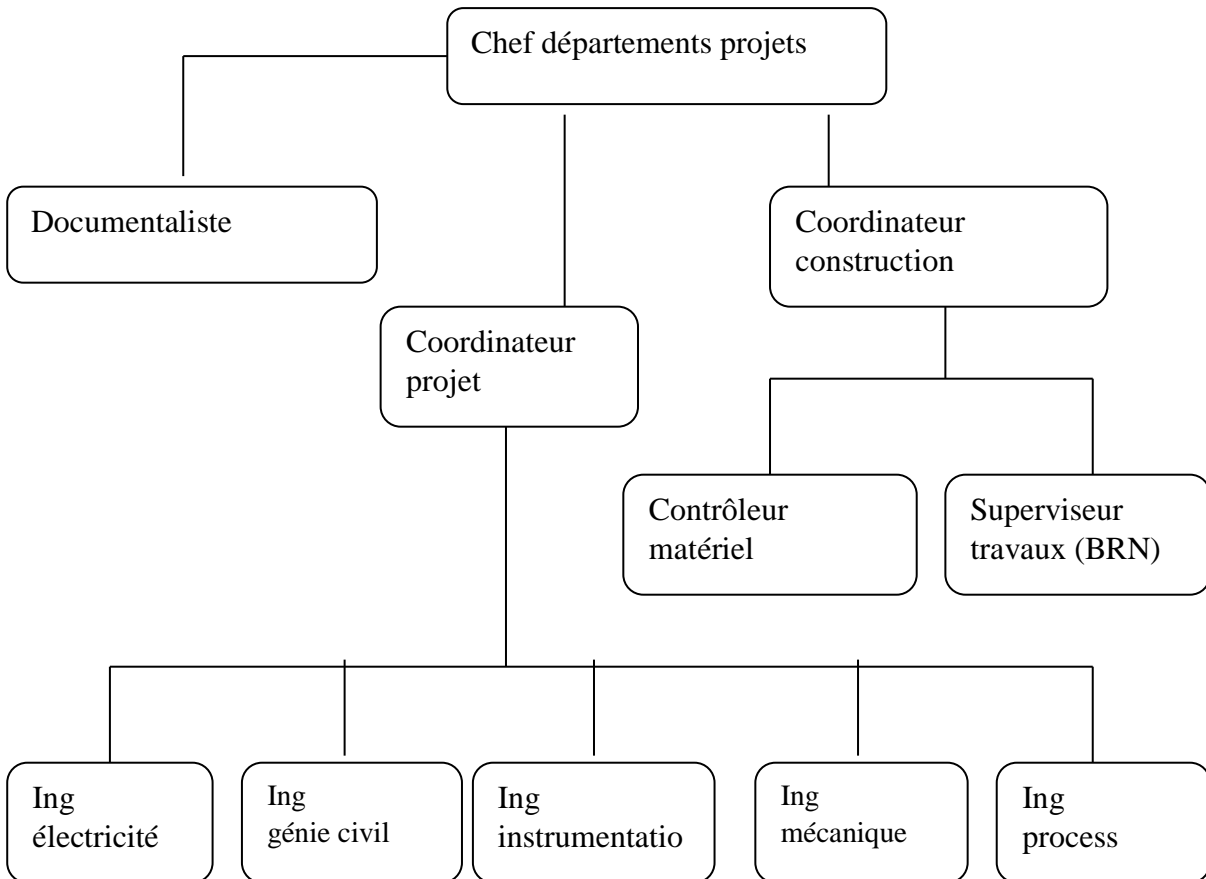 Chef départements projets
Documentaliste
Coordinateur
construction
Coordinateur
projet
Contrôleur
matériel
Superviseur
travaux (BRN)
Ing
électricité
Ing
génie civil
Ing
instrumentatio
Ing
mécanique
Ing
process